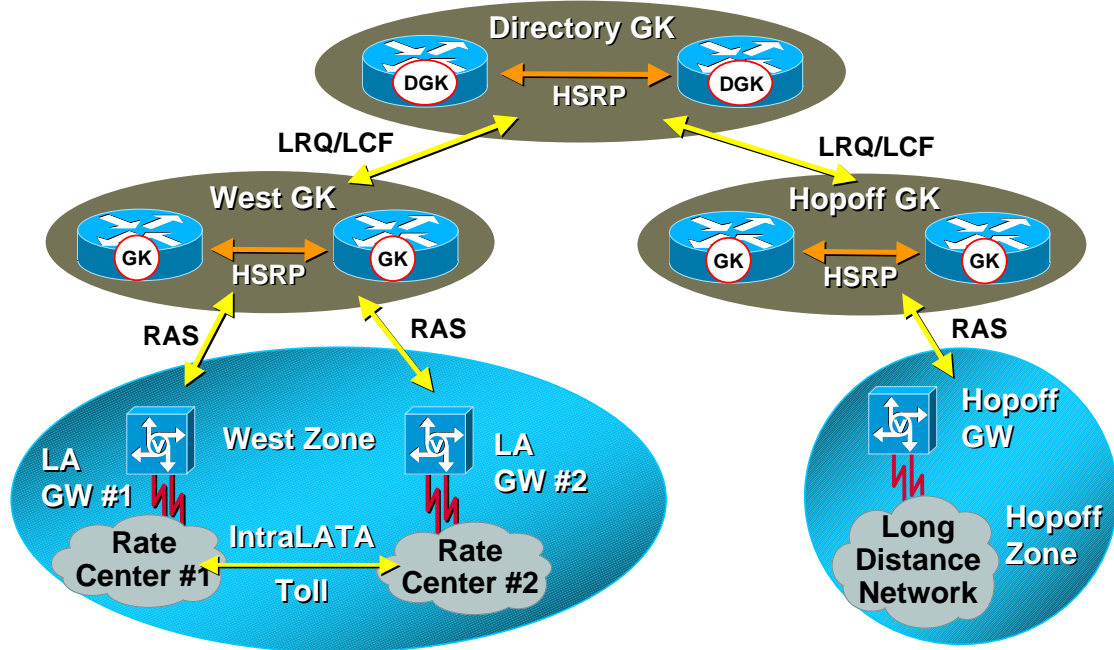 Directory GK
DGK
HSRP
DGK
LRQ/LCF
LRQ/LCF
West GK
GK
HSRP
GK
Hopoff GK
GK
HSRP
GK
RAS
RAS
RAS
West Zone
V
LA
GW #1
V
LA
GW #2
Rate
Center #1
IntraLATA
Toll
Rate
Center #2
V
Hopoff
GW
Long
Distance
Network
Hopoff
Zone